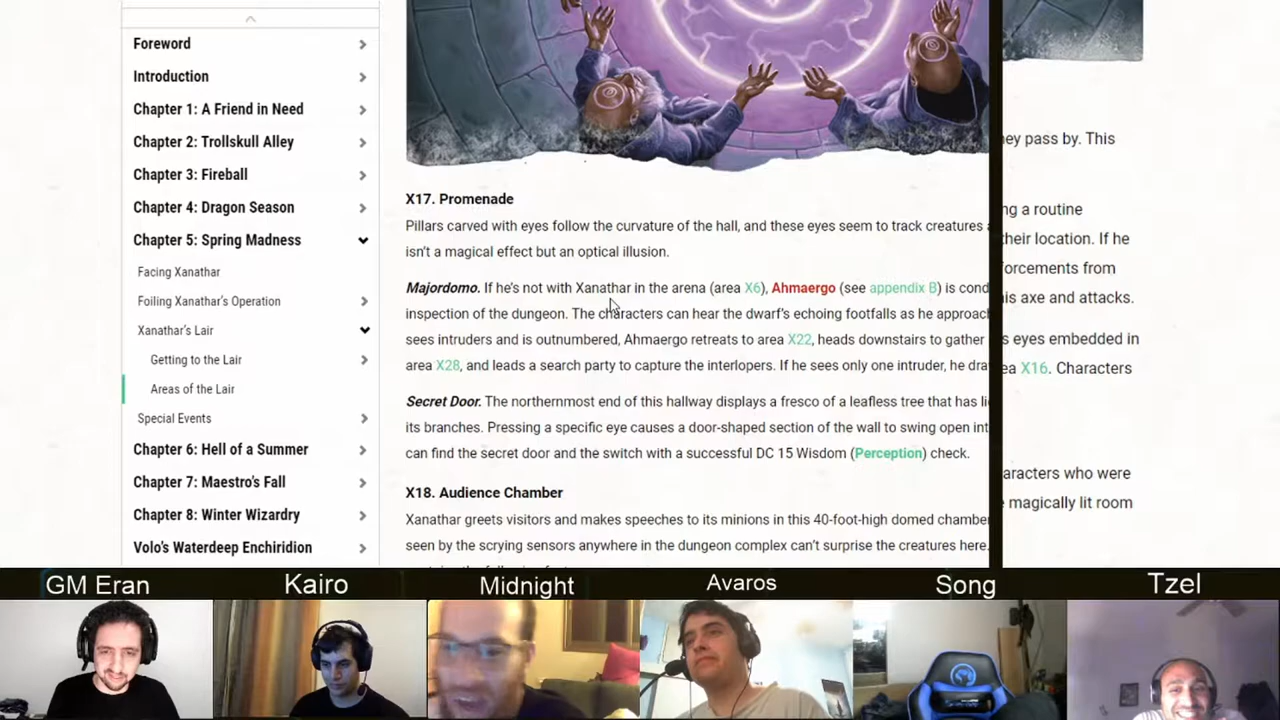 Foreword
Introduction
Chapter 1: A Friend in Need
Chapter 2: Trollskull Alley
Chapter 3: Fireball
Chapter 4: Dragon Season
Chapter 5: Spring Madness
Facing Xanathar
Foiling Xanathar's Operation
Xanathar's Lair
Getting to the Lair
Areas of the Lair
Special Events
Chapter 6: Hell of a Summer
Chapter 7: Maestro's Fall
Chapter 8: Winter Wizardry
Volo's Waterdeep Enchiridion
X17. Promenade
Pillars carved with eyes follow the curvature of the hall, and these eyes seem to track creatures
isn't a magical effect but an optical illusion.
Majordomo. If he's not with Xanathar in the arena (area X6), Ahmaergo (see appendix B) is cond
inspection of the dungeon. The characters can hear the dwarf's echoing footfalls as he approac
sees intruders and is outnumbered, Ahmaergo retreats to area X22, heads downstairs to gather
area X28, and leads a search party to capture the interlopers. If he sees only one intruder, he dra
Secret Door. The northernmost end of this hallway displays a fresco of a leafless tree that has li
its branches. Pressing a specific eye causes a door-shaped section of the wall to swing open int
can find the secret door and the switch with a successful DC 15 Wisdom (Perception) check.
X18. Audience Chamber
Xanathar greets visitors and makes speeches to its minions in this 40-foot-high domed chamber
seen by the scrying sensors anywhere in the dungeon complex can't surprise the creatures here.
hey pass by. This
ng a routine
their location. If he
forcements from
is axe and attacks.
s eyes embedded in
ea X16. Characters
aracters who were
magically lit room
GM Eran
Kairo
Midnight
Avaros
Song
Tzel